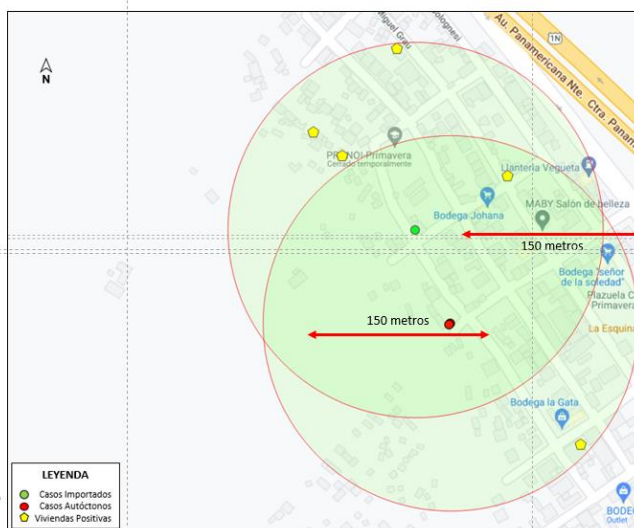 Miguel Grau
Bolognesi
1N
Au. Panamericana Nte.
Ctra. Panam
N
PRONOI Primavera
Cerrado temporalmente
Llantería Vegueta
MABY Salón de belleza
Bodega Johana
150 metros
Bodega "señor
de la soledad"
Plazuela C
Primavera
150 metros
La Esquina
Bodega la Gata
LEYENDA
Casos Importados
Casos Autóctonos
Viviendas Positivas
BODEG
Outlet